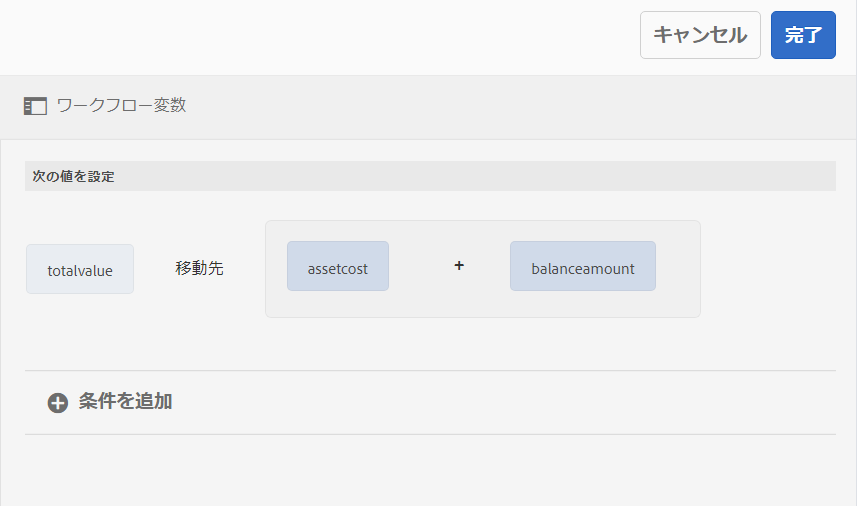 キャンセル 完了
ワークフロー変数
次の値を設定
totalvalue 移動先 assetcost + balanceamount
条件を追加